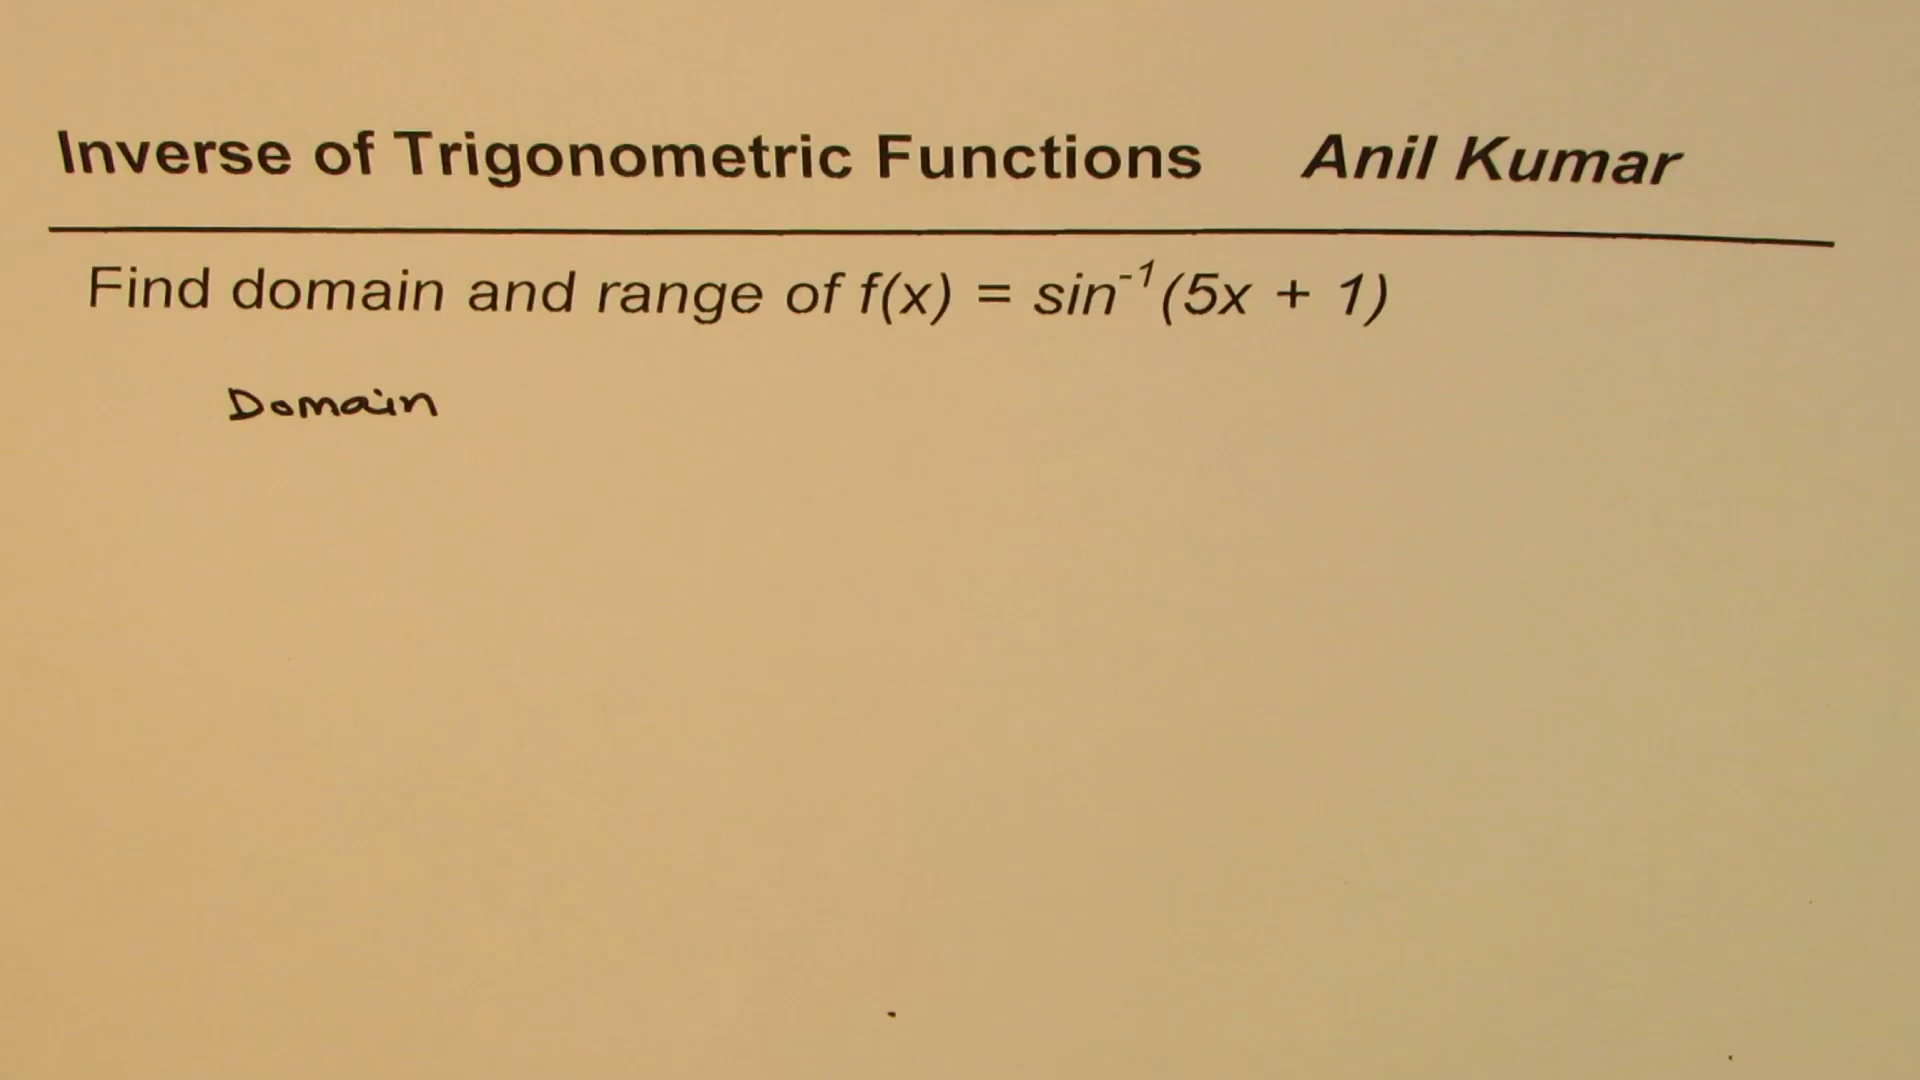 Inverse of Trigonometric Functions Anil Kumar
Find domain and range of f(x) = sin⁻¹(5x + 1)
Domain